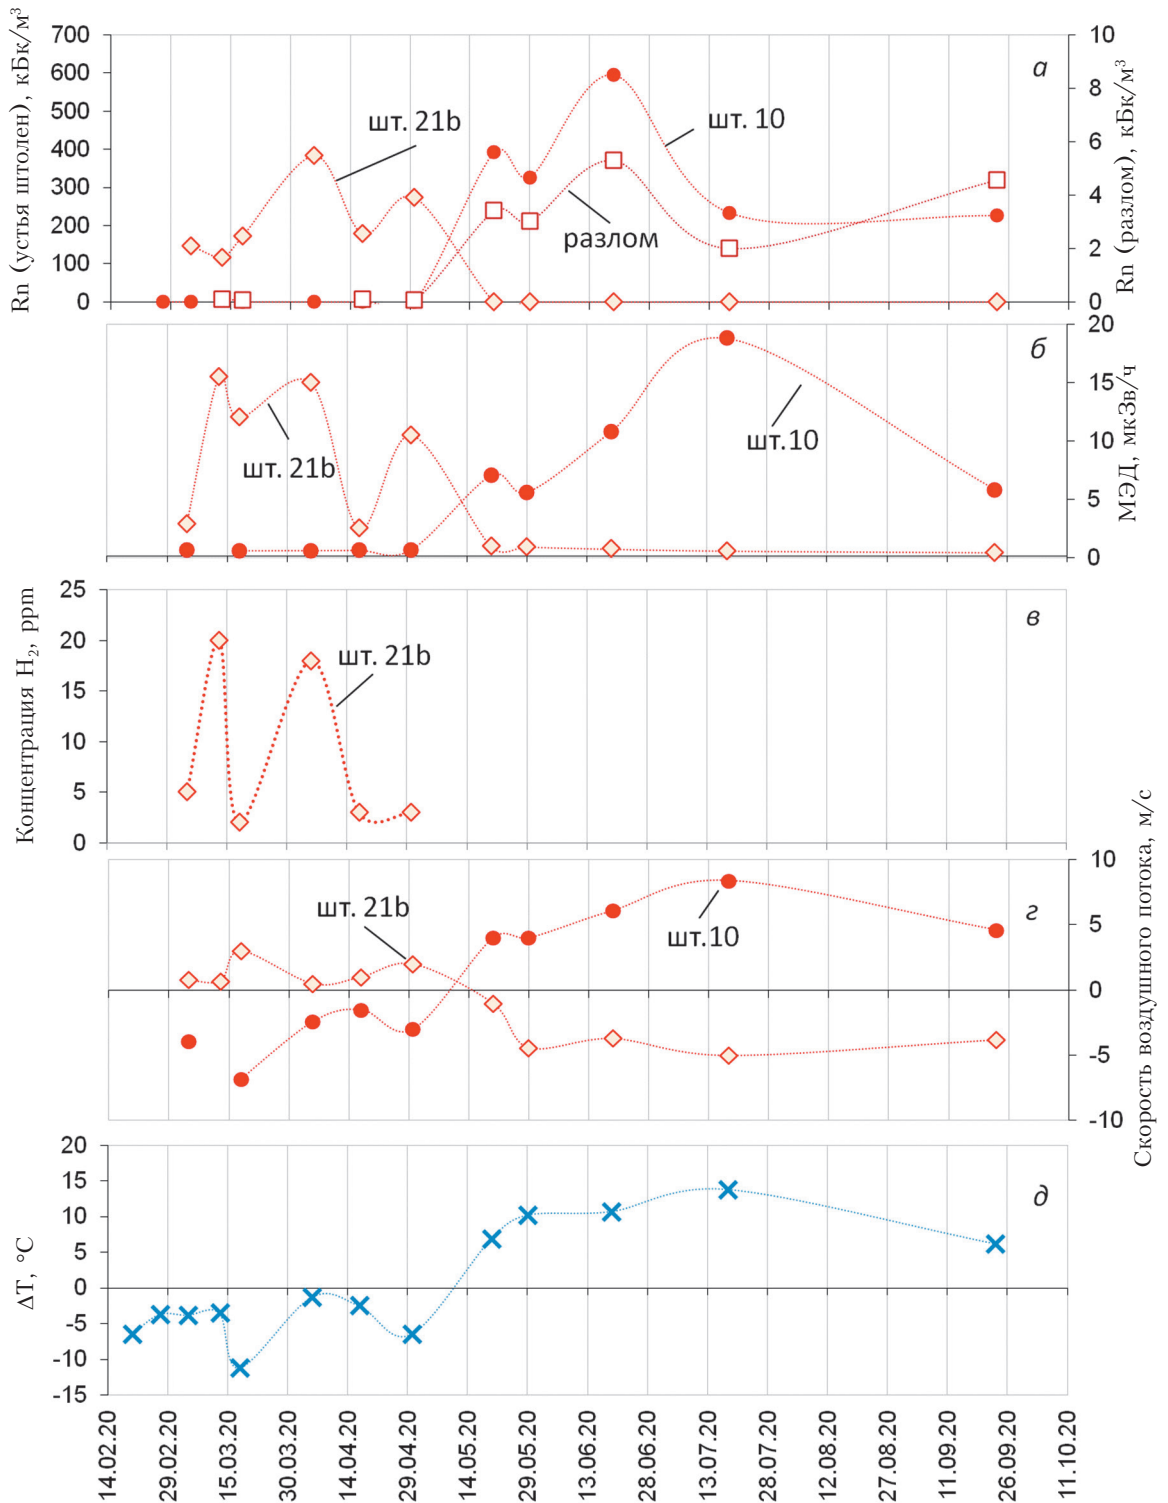 Rn (устья штолен), кБк/м³
700
600
500
400
300
200
100
0
Rn (разлом), кБк/м³
10
8
6
4
2
0
а
шт. 21b
шт. 10
разлом
МЭД, мкЗв/ч
20
15
10
5
0
б
шт. 21b
шт.10
Концентрация H₂, ppm
25
20
15
10
5
0
в
шт. 21b
Скорость воздушного потока, м/с
10
5
0
-5
-10
г
шт. 21b
шт.10
ΔT, °C
20
15
10
5
0
-5
-10
-15
д
14.02.20
29.02.20
15.03.20
30.03.20
14.04.20
29.04.20
14.05.20
29.05.20
13.06.20
28.06.20
13.07.20
28.07.20
12.08.20
27.08.20
11.09.20
26.09.20
11.10.20